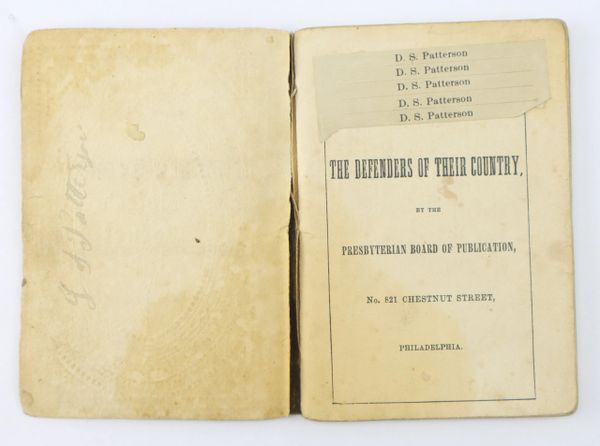 D. S. Patterson
D. S. Patterson
D. S. Patterson
D. S. Patterson
D. S. Patterson
THE DEFENDERS OF THEIR COUNTRY,
BY THE
PRESBYTERIAN BOARD OF PUBLICATION,
No. 821 CHESTNUT STREET,
PHILADELPHIA.